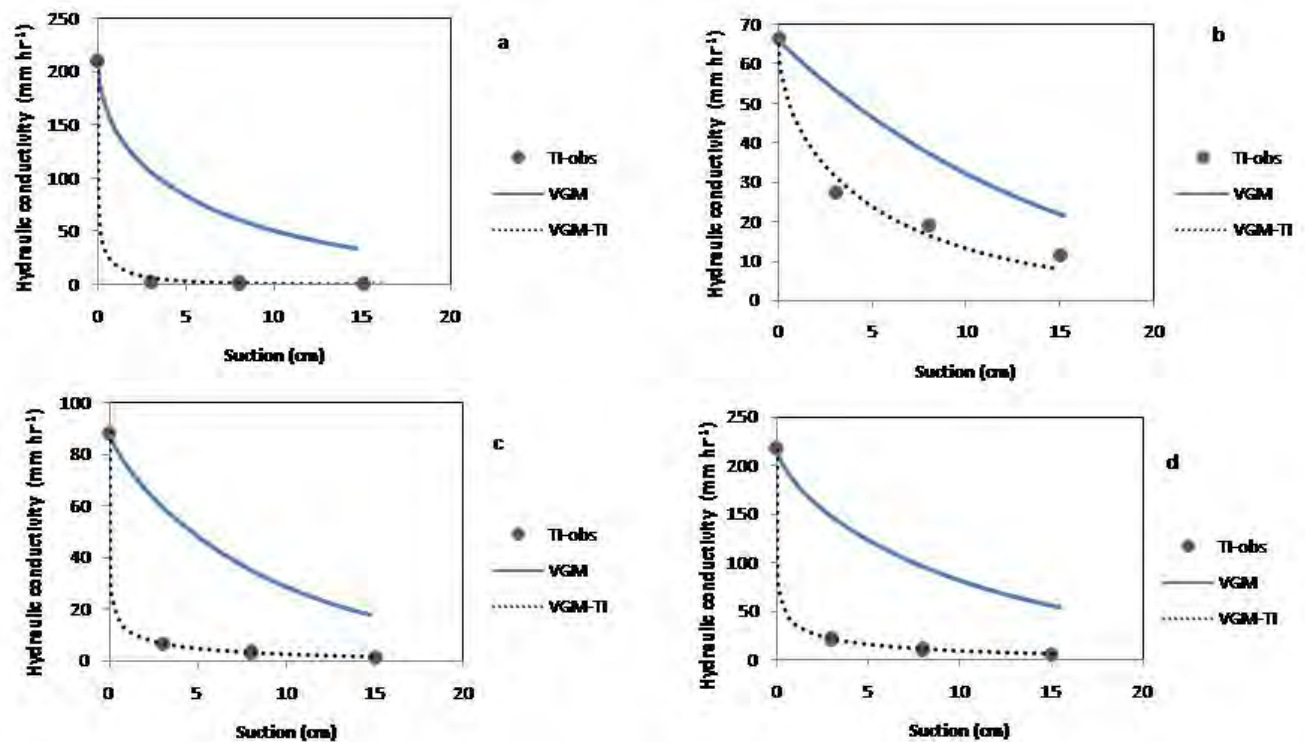 Hydraulic conductivity (mm hr-1)
250
200
150
100
50
0
0 5 10 15 20
Suction (cm)
a
TI-obs
VGM
VGM-TI
Hydraulic conductivity (mm hr-1)
70
60
50
40
30
20
10
0
0 5 10 15 20
Suction (cm)
b
TI-obs
VGM
VGM-TI
Hydraulic conductivity (mm hr-1)
100
80
60
40
20
0
0 5 10 15 20
Suction (cm)
c
TI-obs
VGM
VGM-TI
Hydraulic conductivity (mm hr-1)
250
200
150
100
50
0
0 5 10 15 20
Suction (cm)
d
TI-obs
VGM
VGM-TI